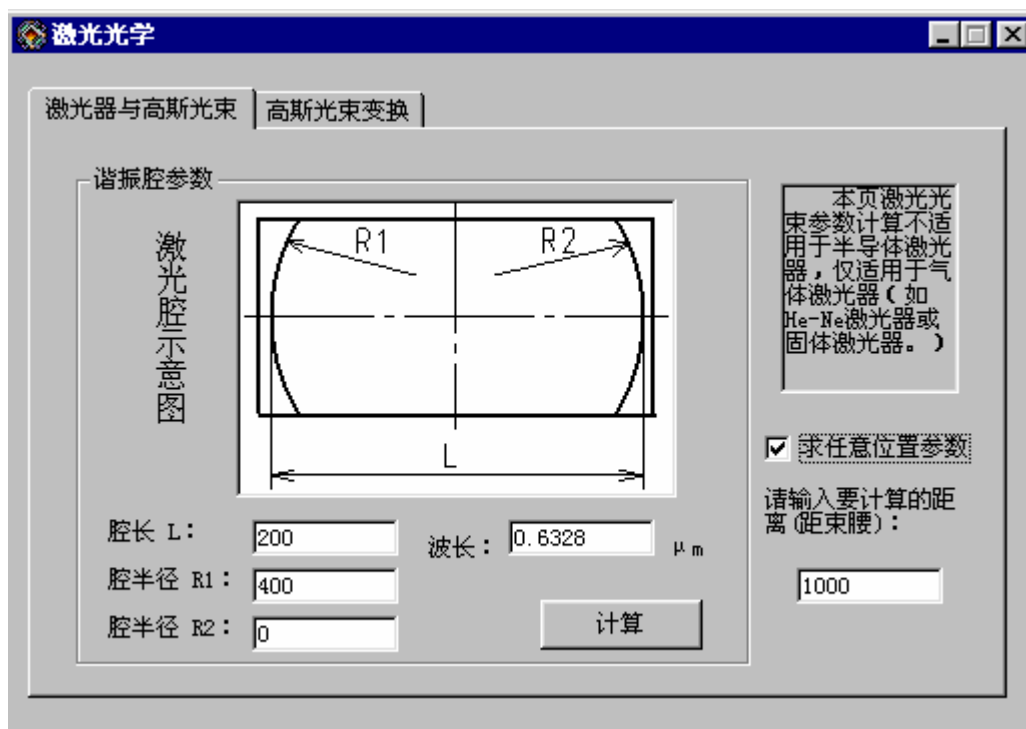 激光光学
激光器与高斯光束
高斯光束变换
谐振腔参数
激光腔示意图
R1
R2
L
本页激光光
束参数计算不适
用于半导体激光
器，仅适用于气
体激光器（如
He-Ne激光器或
固体激光器。）
求任意位置参数
请输入要计算的距
离(距束腰)：
1000
腔长 L：
200
波长：
0.6328
μm
腔半径 R1：
400
腔半径 R2：
0
计算